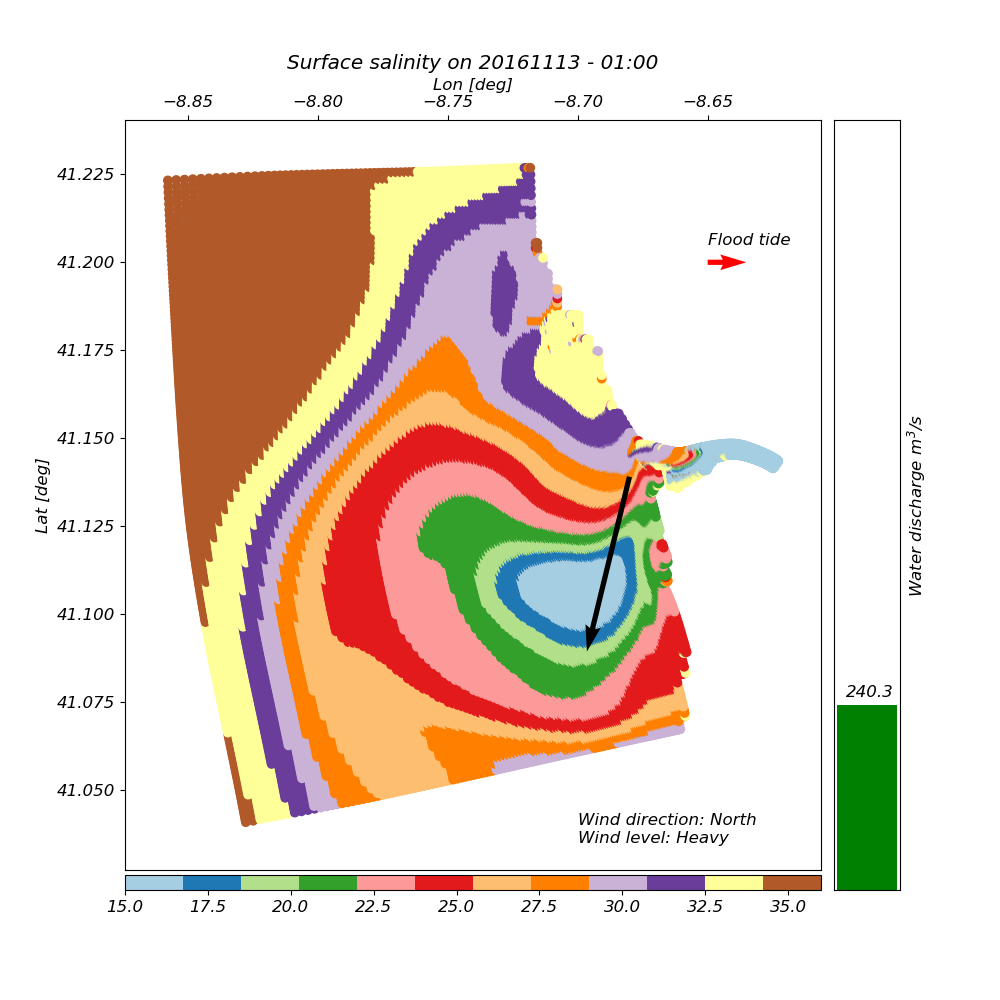 Surface salinity on 20161113 - 01:00
Lon [deg]
−8.85 −8.80 −8.75 −8.70 −8.65
41.225
41.200
41.175
41.150
41.125
41.100
41.075
41.050
Lat [deg]
Flood tide
Wind direction: North
Wind level: Heavy
240.3
Water discharge m³/s
15.0 17.5 20.0 22.5 25.0 27.5 30.0 32.5 35.0